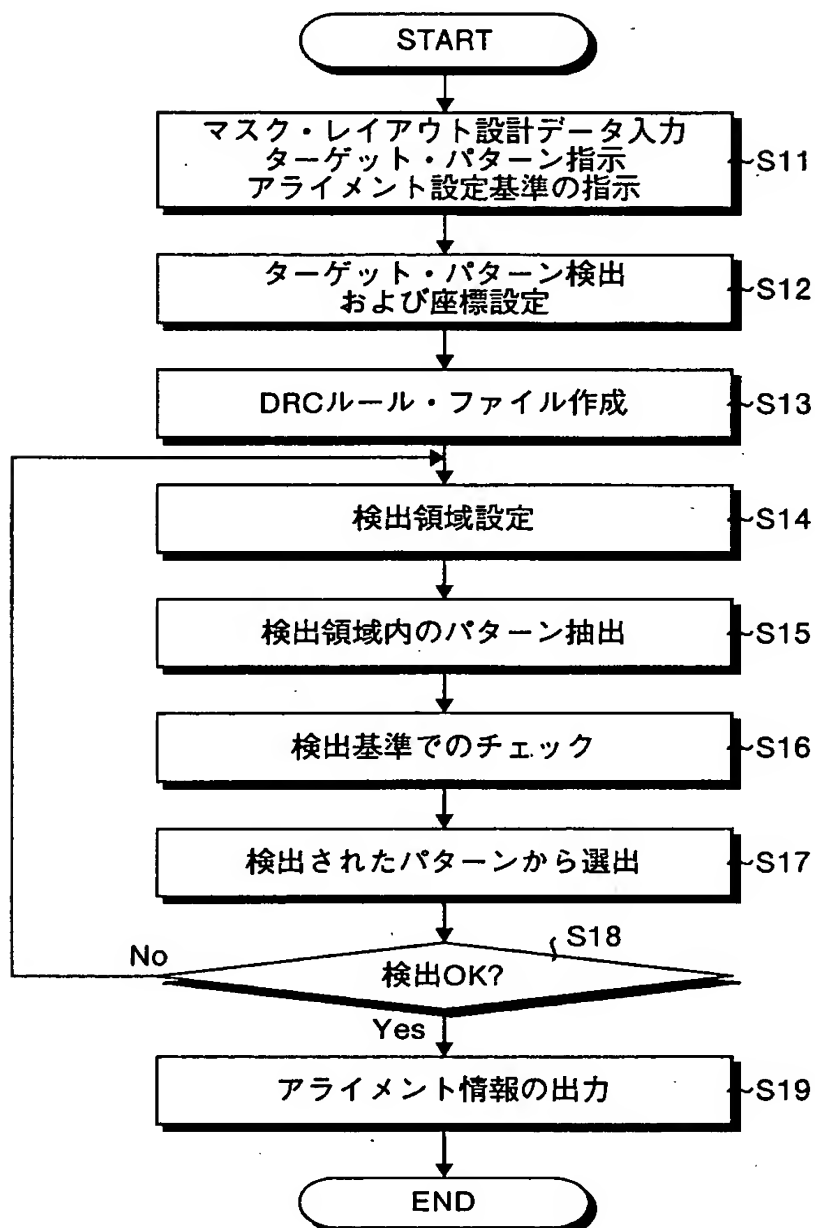 START
マスク・レイアウト設計データ入力
ターゲット・パターン指示
アライメント設定基準の指示
S11
ターゲット・パターン検出
および座標設定
S12
DRCルール・ファイル作成
S13
検出領域設定
S14
検出領域内のパターン抽出
S15
検出基準でのチェック
S16
検出されたパターンから選出
S17
S18
No
検出OK?
Yes
アライメント情報の出力
S19
END